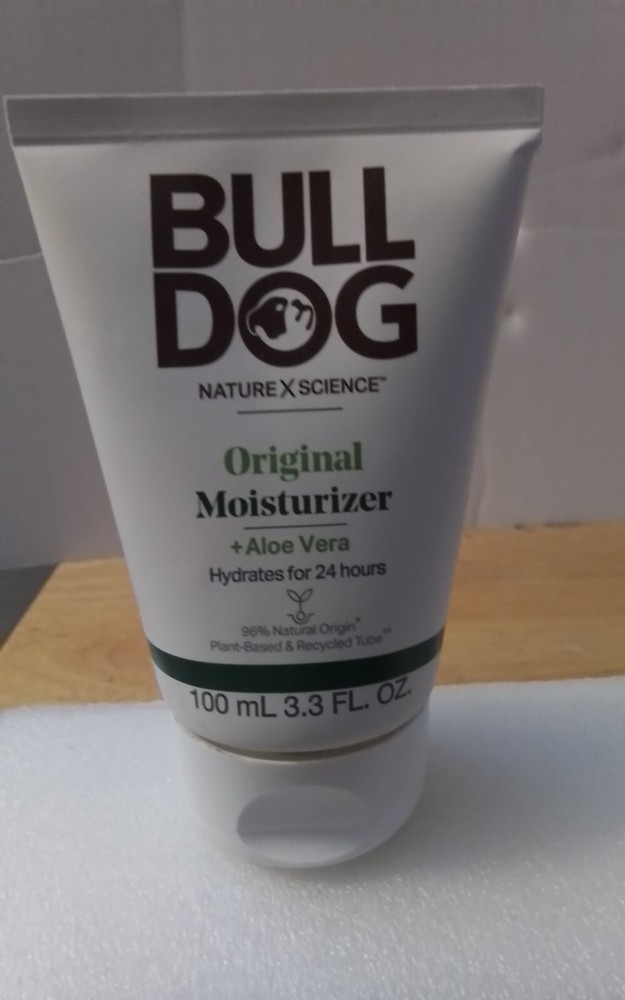 BULL
DOG
NATURE X SCIENCE™
Original
Moisturizer
+Aloe Vera
Hydrates for 24 hours
96% Natural Origin*
Plant-Based & Recycled Tube**
100 mL 3.3 FL. OZ.